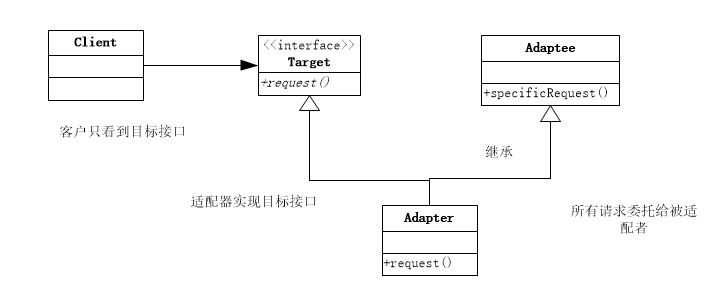 Client
<<interface>>
Target
+request()
Adaptee
+specificRequest()
客户只看到目标接口
继承
适配器实现目标接口
所有请求委托给被适
配者
Adapter
+request()